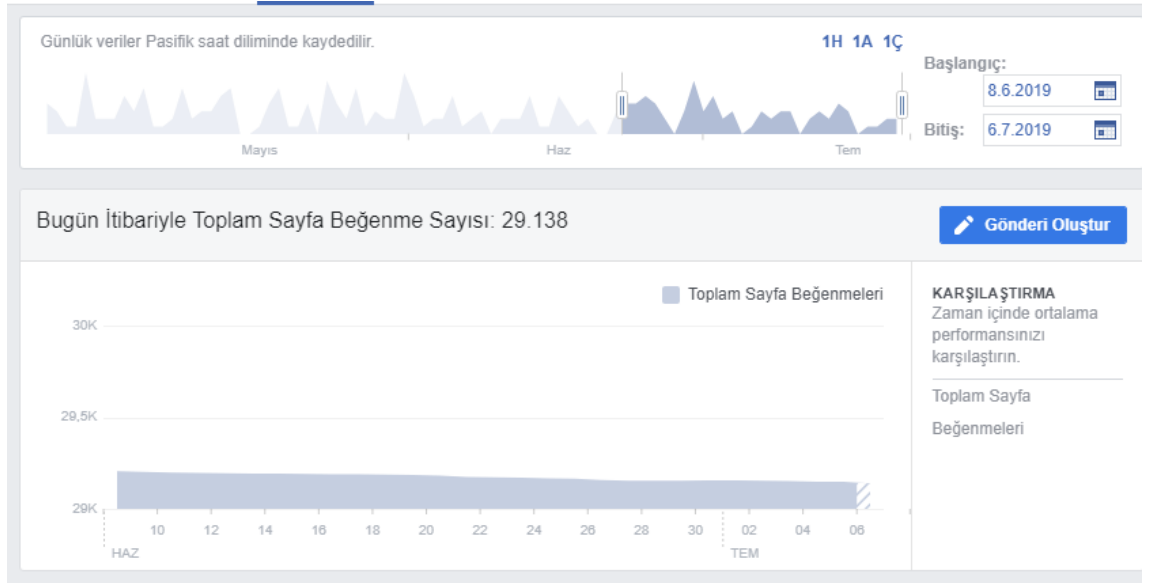 Günlük veriler Pasifik saat diliminde kaydedilir.
1H 1A 1Ç
Mayıs Haz Tem
Başlangıç:
8.6.2019
Bitiş: 6.7.2019
Bugün İtibariyle Toplam Sayfa Beğenme Sayısı: 29.138
Gönderi Oluştur
Toplam Sayfa Beğenmeleri
30K
29,5K
29K
10 12 14 16 18 20 22 24 26 28 30 02 04 06
HAZ TEM
KARŞILAŞTIRMA
Zaman içinde ortalama
performansınızı
karşılaştırın.
Toplam Sayfa
Beğenmeleri